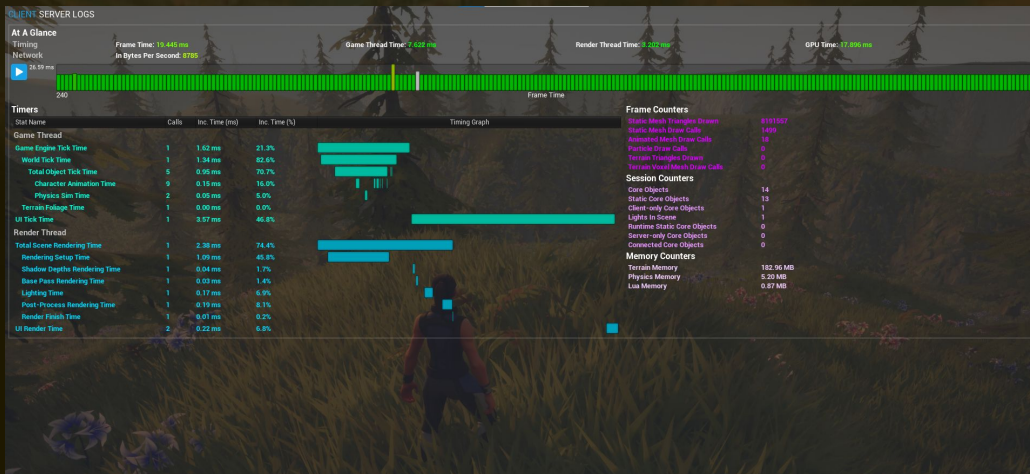 CLIENT SERVER LOGS
At A Glance
Timing Frame Time: 19.445 ms Game Thread Time: 7.622 ms Render Thread Time: 3.202 ms GPU Time: 17.896 ms
Network In Bytes Per Second: 8785
26.59 ms
240 Frame Time
Timers
Stat Name Calls Inc. Time (ms) Inc. Time (%) Timing Graph
Game Thread
Game Engine Tick Time 1 1.62 ms 21.3%
World Tick Time 1 1.34 ms 82.6%
Total Object Tick Time 5 0.95 ms 70.7%
Character Animation Time 9 0.15 ms 16.0%
Physics Sim Time 2 0.05 ms 5.0%
Terrain Foliage Time 1 0.00 ms 0.0%
UI Tick Time 1 3.57 ms 46.8%
Render Thread
Total Scene Rendering Time 1 2.38 ms 74.4%
Rendering Setup Time 1 1.09 ms 45.8%
Shadow Depths Rendering Time 1 0.04 ms 1.7%
Base Pass Rendering Time 1 0.03 ms 1.4%
Lighting Time 1 0.17 ms 6.9%
Post-Process Rendering Time 1 0.19 ms 8.1%
Render Finish Time 1 0.01 ms 0.2%
UI Render Time 2 0.22 ms 6.8%
Frame Counters
Static Mesh Triangles Drawn
Static Mesh Draw Calls 1499
Animated Mesh Draw Calls 18
Particle Draw Calls 0
Terrain Triangles Drawn 0
Terrain Voxel Mesh Draw Calls 0
Session Counters
Core Objects 14
Static Core Objects 13
Client-only Core Objects 1
Lights In Scene 1
Runtime Static Core Objects 0
Server-only Core Objects 0
Connected Core Objects 0
Memory Counters
Terrain Memory 182.96 MB
Physics Memory 5.20 MB
Lua Memory 0.87 MB